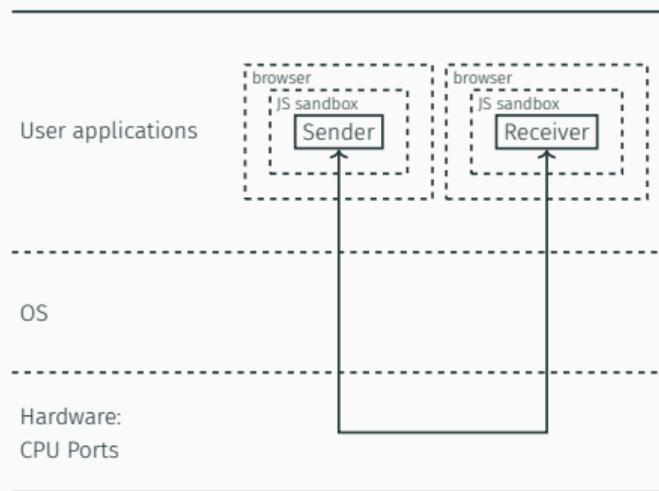 browser
browser
JS sandbox
JS sandbox
User applications
Sender
Receiver
OS
Hardware:
CPU Ports